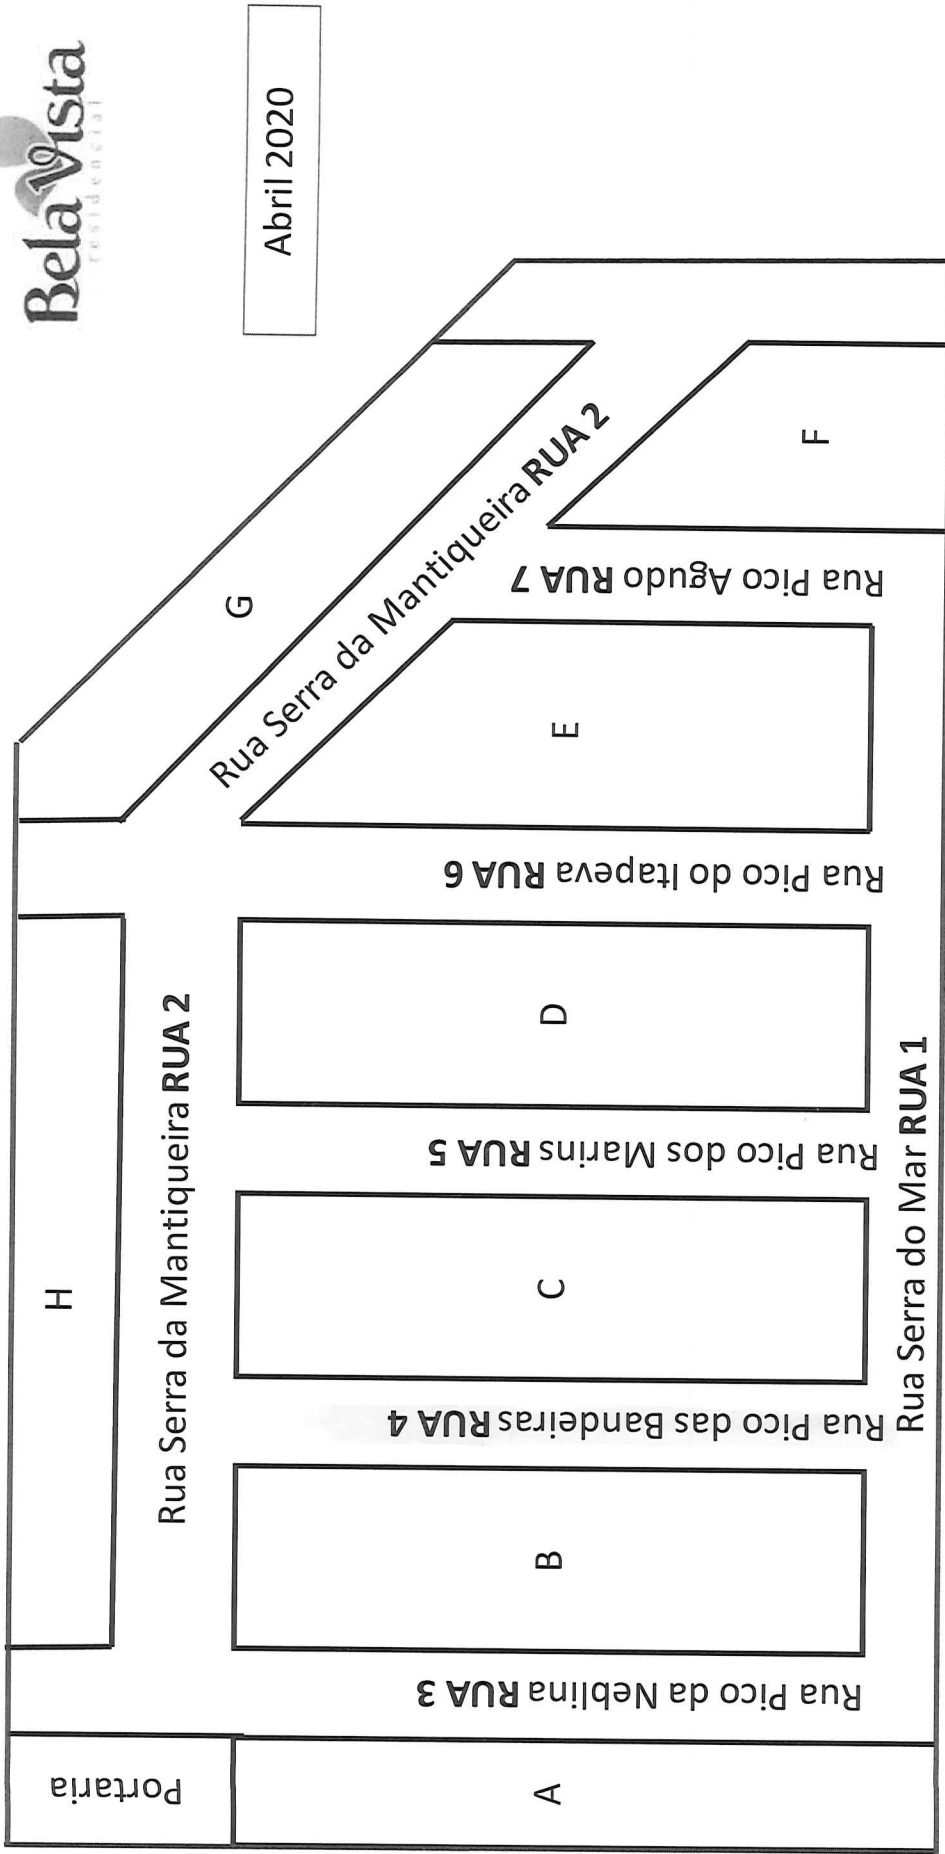 Bela Vista
residencial
Abril 2020
G
Rua Serra da Mantiqueira RUA 2
H
Rua Serra da Mantiqueira RUA 2
Portaria
A
Rua Pico da Neblina RUA 3
B
Rua Pico das Bandeiras RUA 4
C
Rua Pico dos Marins RUA 5
D
Rua Pico do Itapeva RUA 6
E
Rua Pico Agudo RUA 7
F
Rua Serra do Mar RUA 1